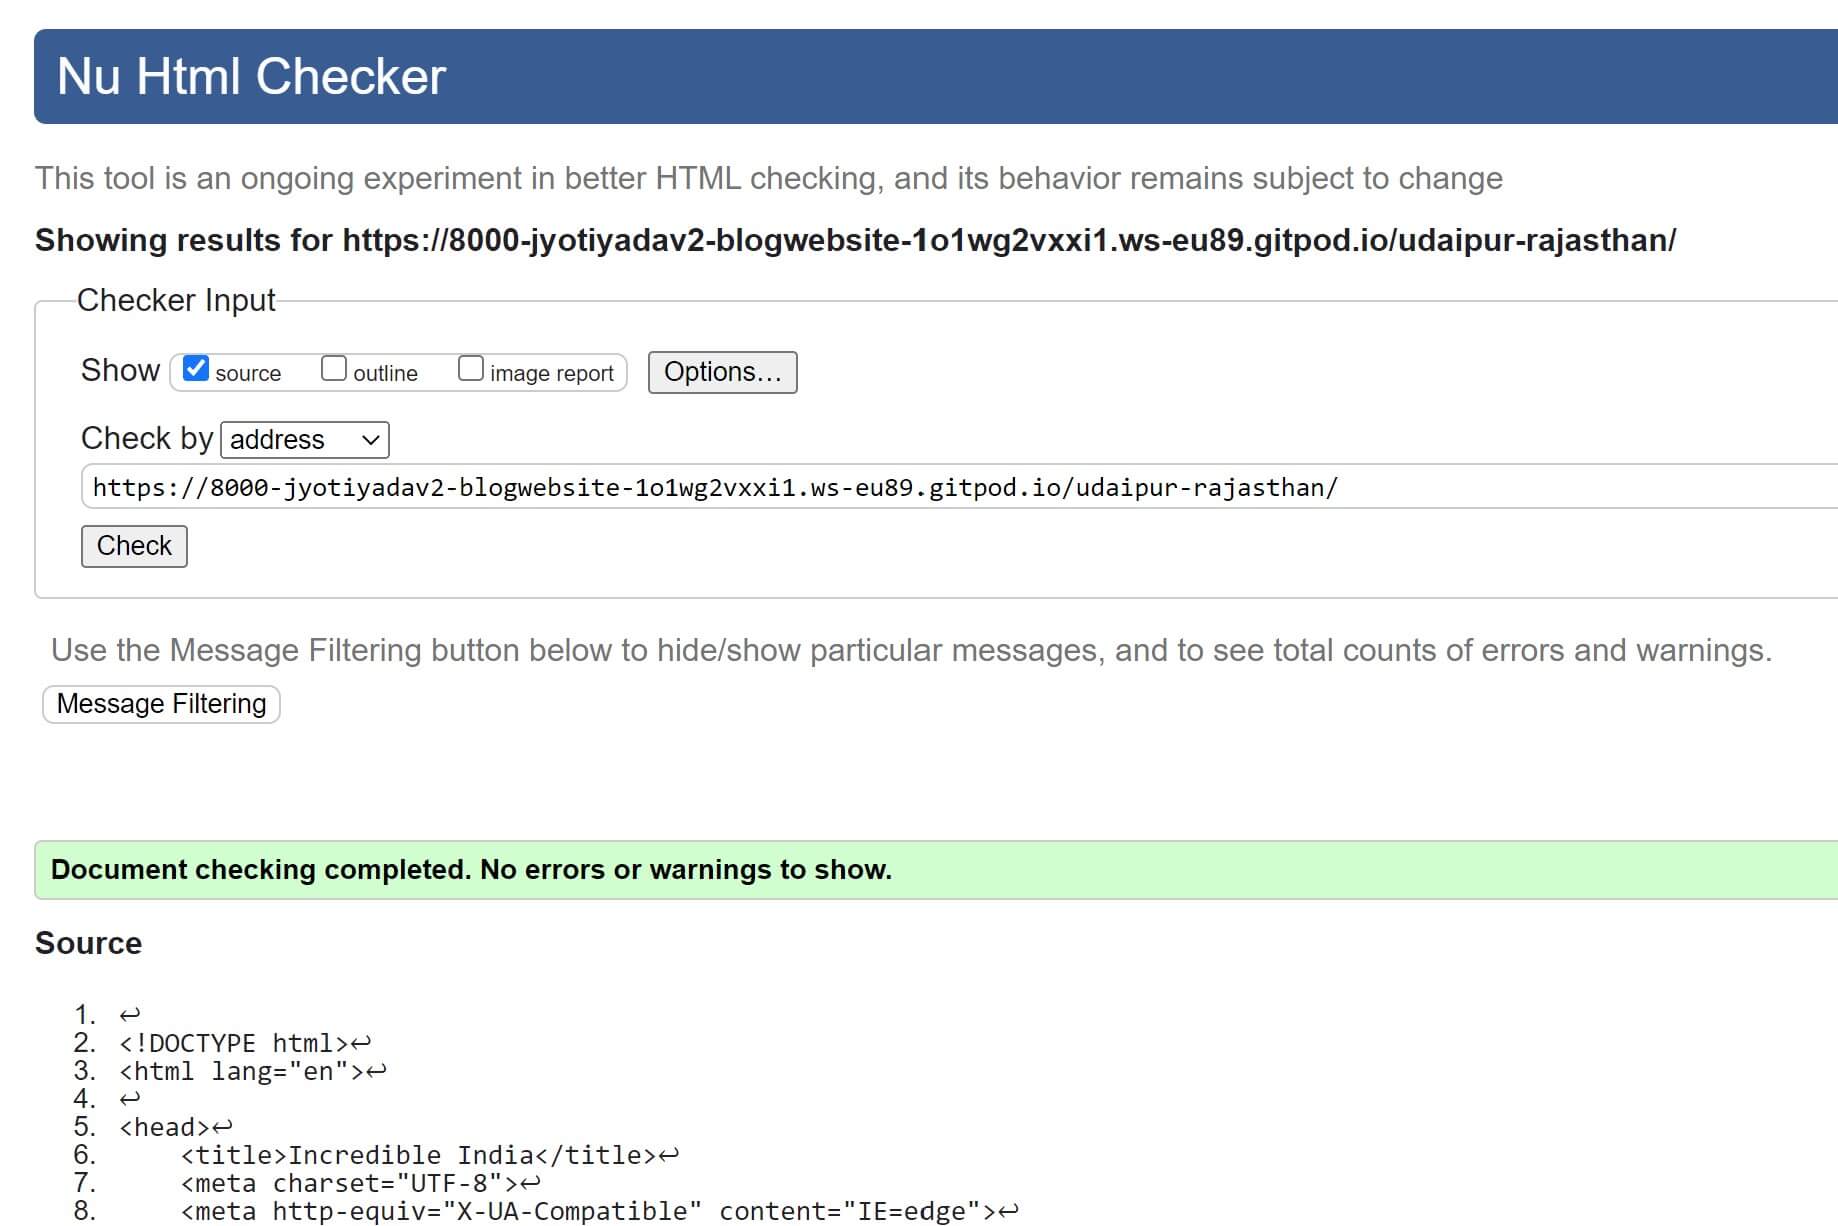 Nu Html Checker
This tool is an ongoing experiment in better HTML checking, and its behavior remains subject to change
Showing results for https://8000-jyotiyadav2-blogwebsite-1o1wg2vxxi1.ws-eu89.gitpod.io/udaipur-rajasthan/
Checker Input
Show source outline image report Options...
Check by address
https://8000-jyotiyadav2-blogwebsite-1o1wg2vxxi1.ws-eu89.gitpod.io/udaipur-rajasthan/
Check
Use the Message Filtering button below to hide/show particular messages, and to see total counts of errors and warnings.
Message Filtering
Document checking completed. No errors or warnings to show.
Source
1. ↩
2. <!DOCTYPE html>↩
3. <html lang="en">↩
4. ↩
5. <head>↩
6. <title>Incredible India</title>↩
7. <meta charset="UTF-8">↩
8. <meta http-equiv="X-UA-Compatible" content="IE=edge">↩